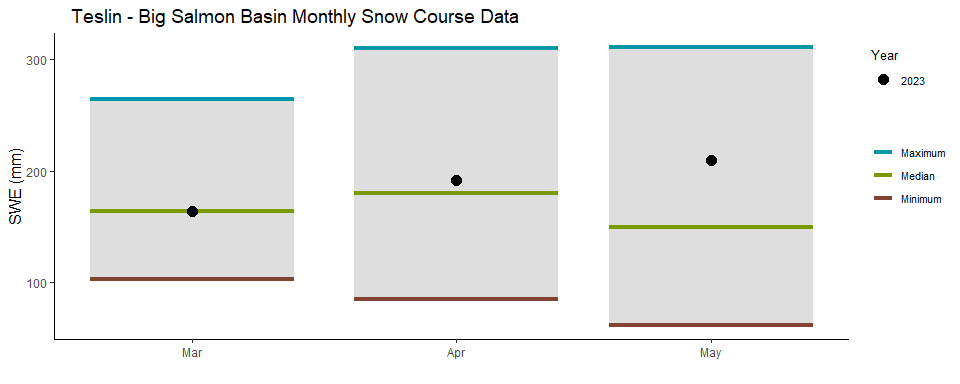 Teslin - Big Salmon Basin Monthly Snow Course Data
SWE (mm)
300
200
100
Mar
Apr
May
Year
2023
Maximum
Median
Minimum